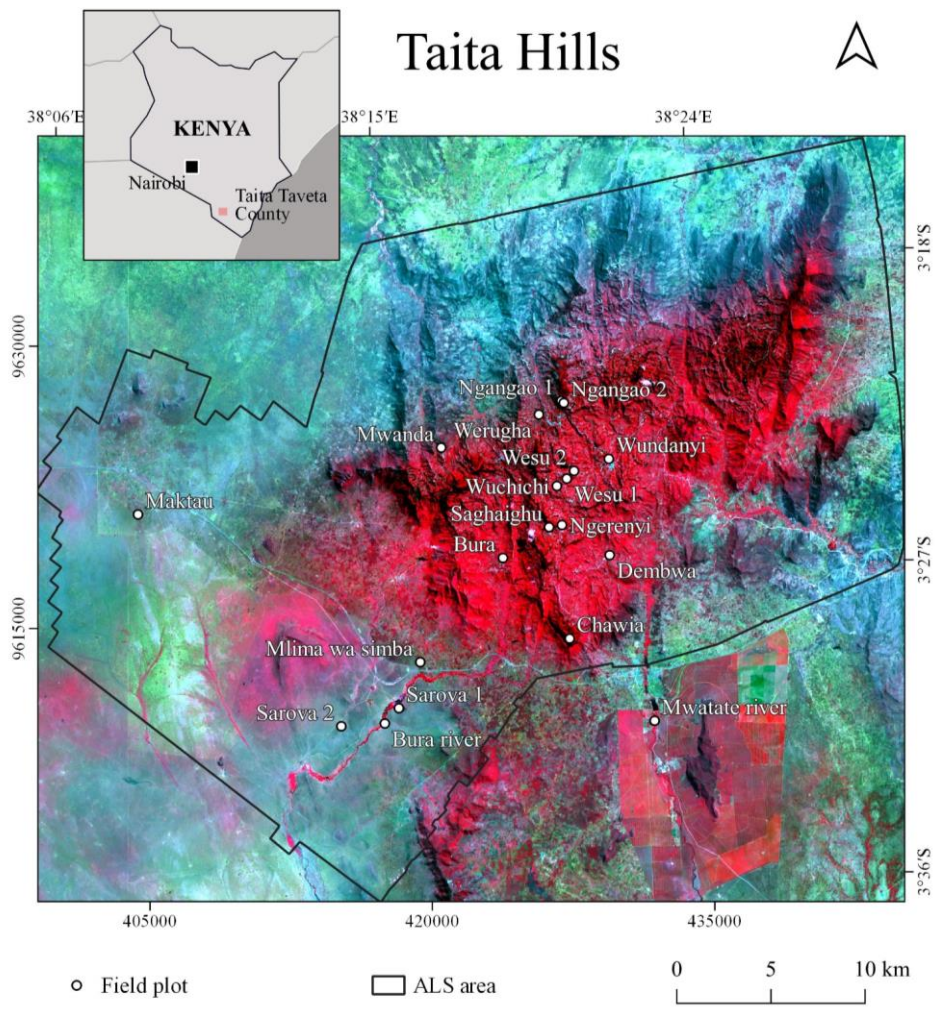 Taita Hills
KENYA
Nairobi
Taita Taveta
County
38°06'E
38°15'E
38°24'E
3°18'S
3°27'S
3°36'S
9630000
9615000
Ngangao 1
Ngangao 2
Werugha
Mwanda
Wundanyi
Wesu 2
Wuchichi
Wesu 1
Maktau
Saghaighu
Ngerenyi
Bura
Dembwa
Chawia
Mlima wa simba
Sarova 1
Mwatate river
Sarova 2
Bura river
405000
420000
435000
Field plot
ALS area
0
5
10 km